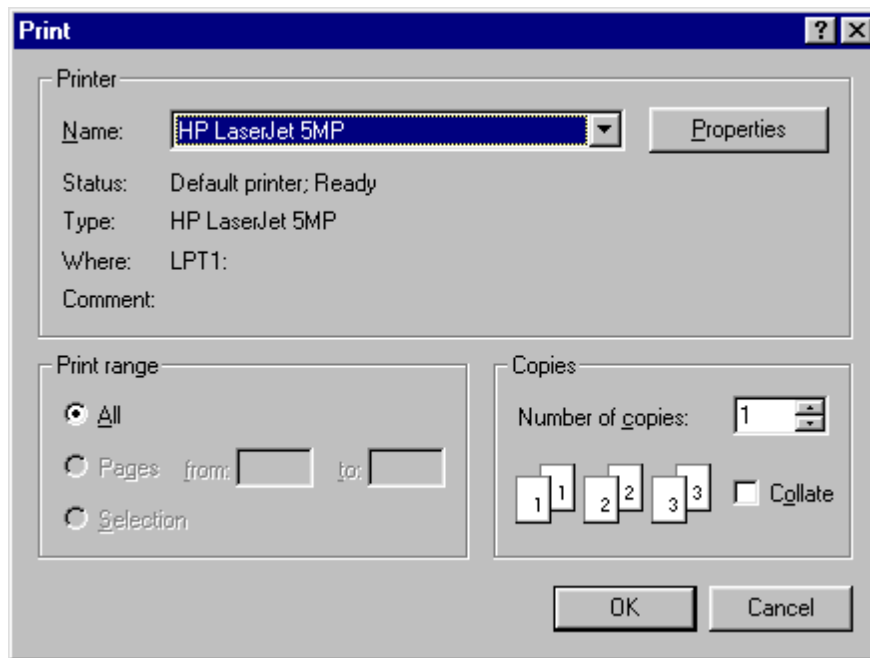 Print
Printer
Name: HP LaserJet 5MP Properties
Status: Default printer; Ready
Type: HP LaserJet 5MP
Where: LPT1:
Comment:
Print range
All
Pages from: to:
Selection
Copies
Number of copies: 1
1 1 2 2 3 3 Collate
OK Cancel